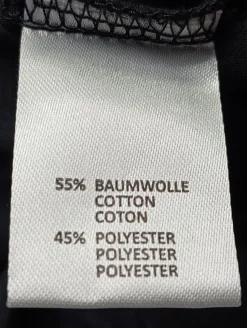 55% BAUMWOLLE
COTTON
COTON
45% POLYESTER
POLYESTER
POLYESTER